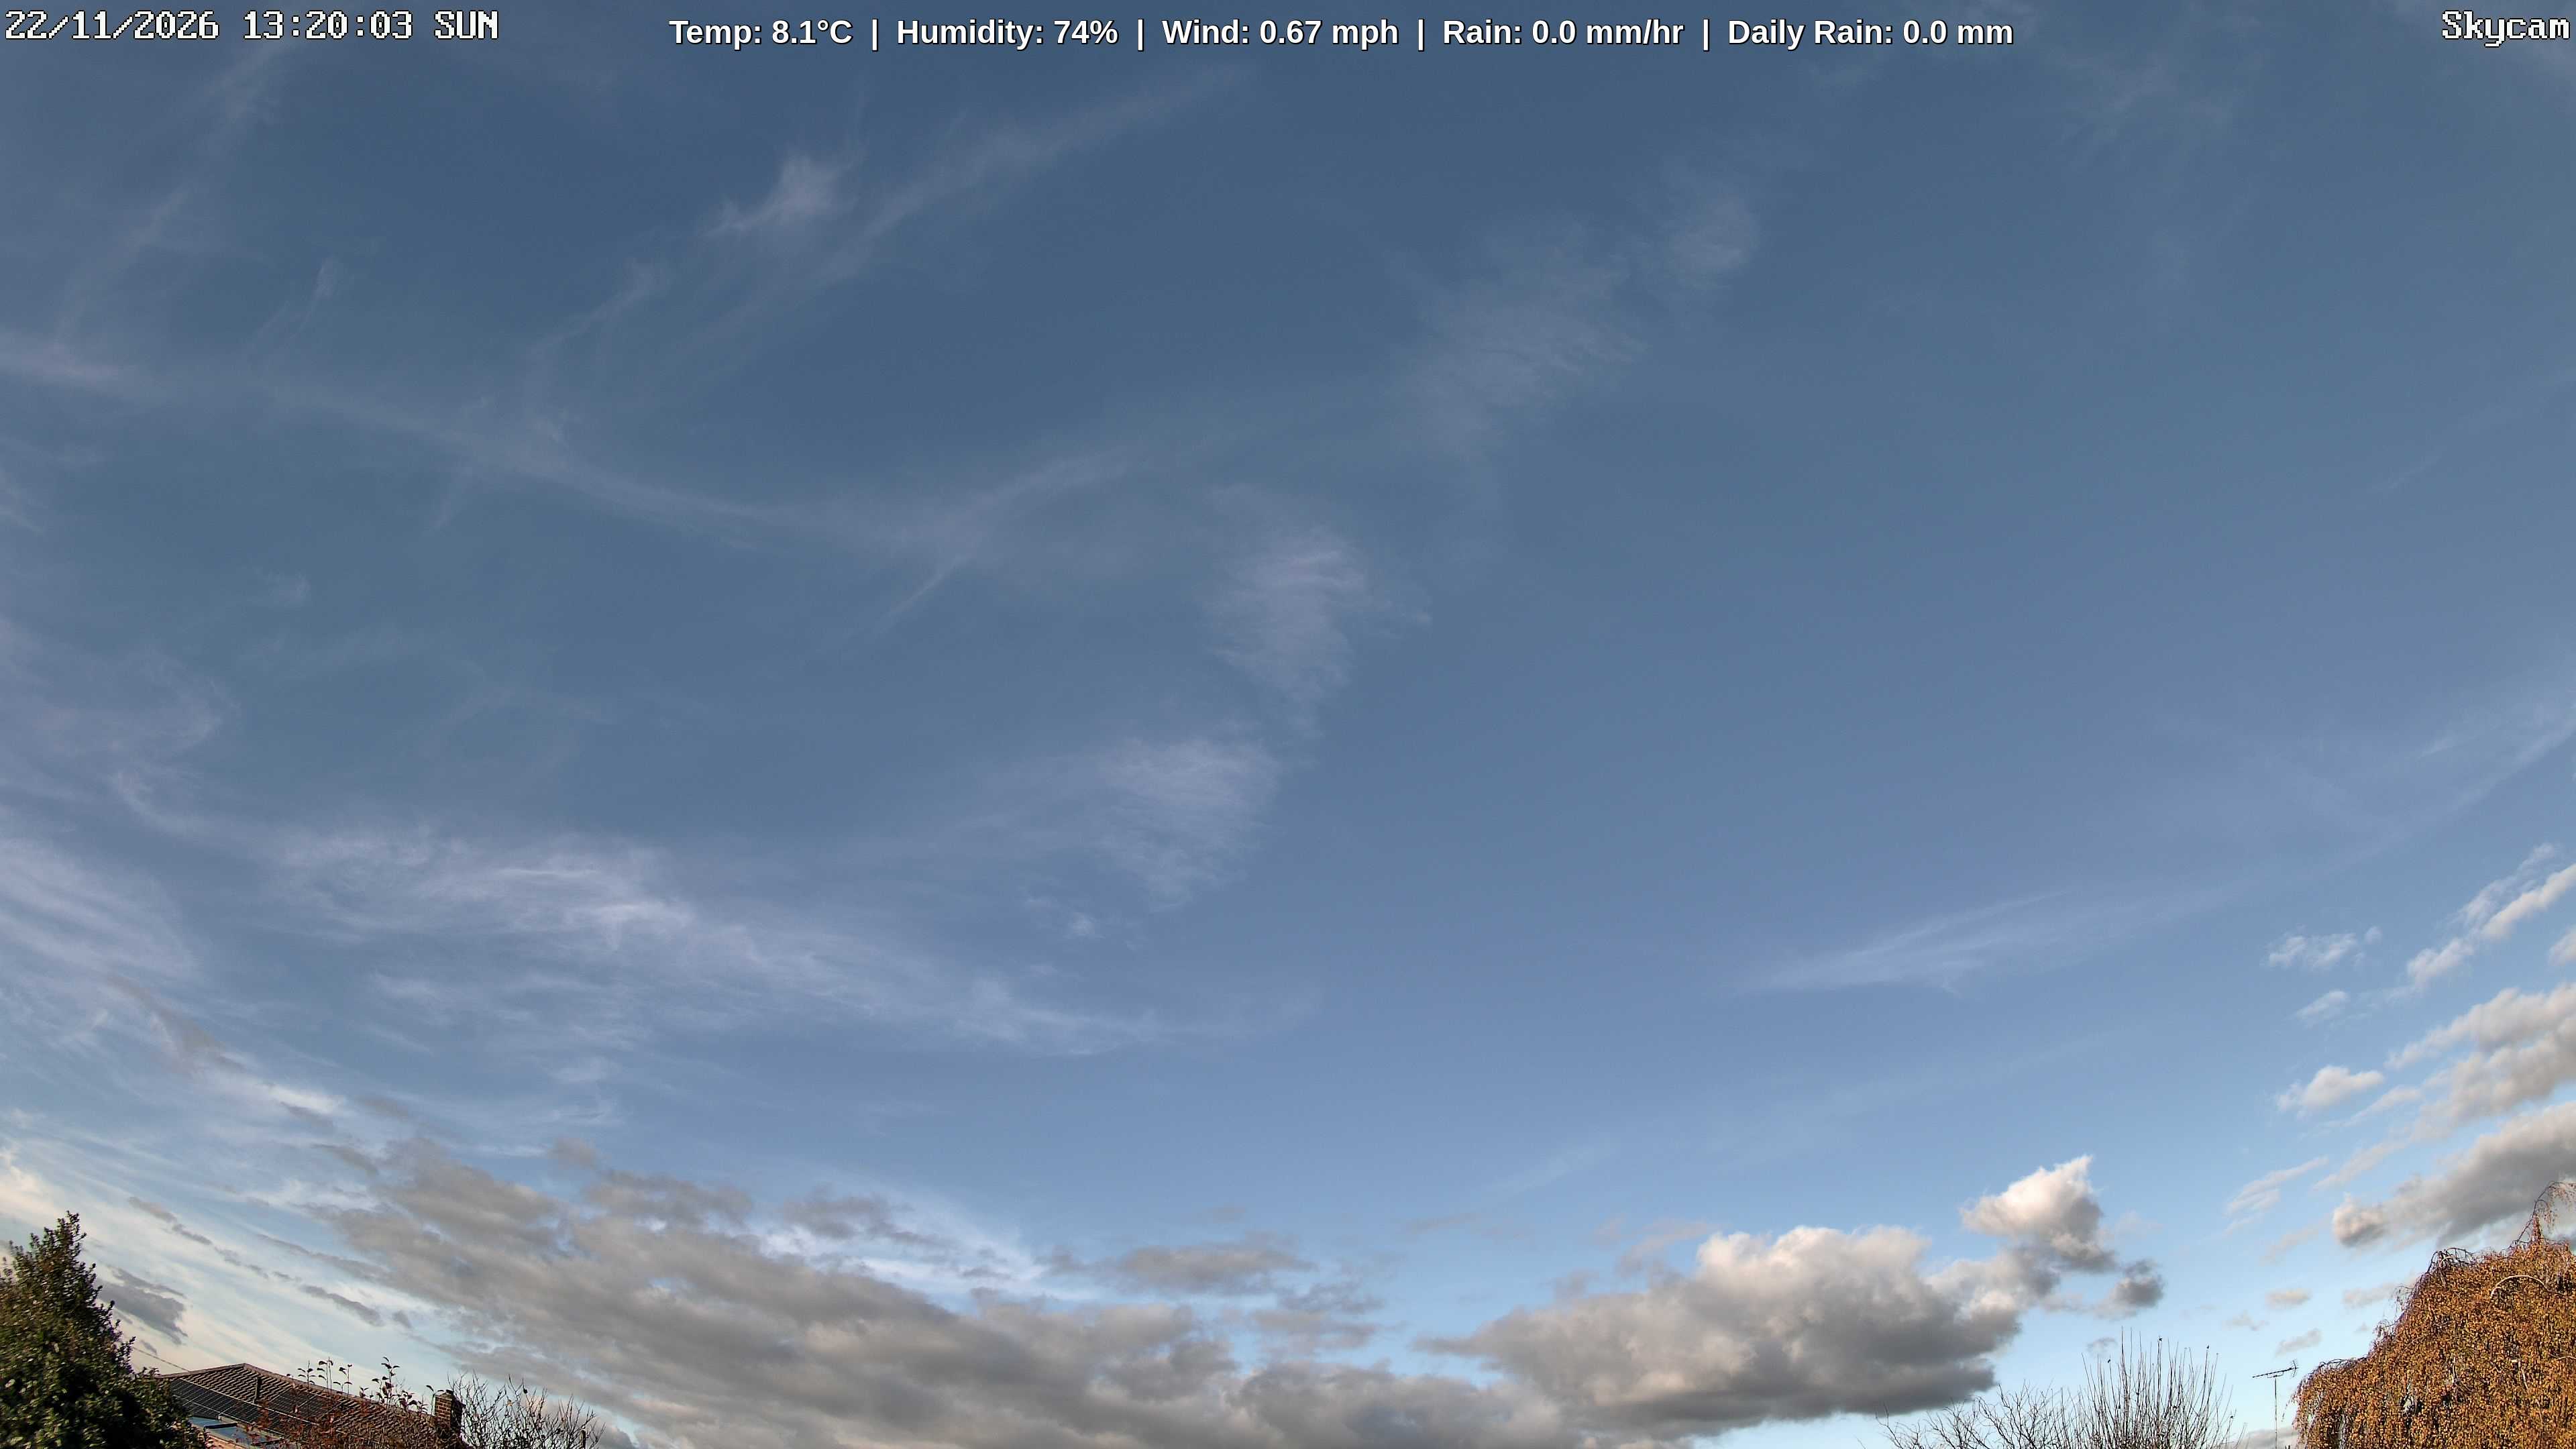 22/11/2026 13:20:03 SUN
Temp: 8.1°C | Humidity: 74% | Wind: 0.67 mph | Rain: 0.0 mm/hr | Daily Rain: 0.0 mm
Skycam